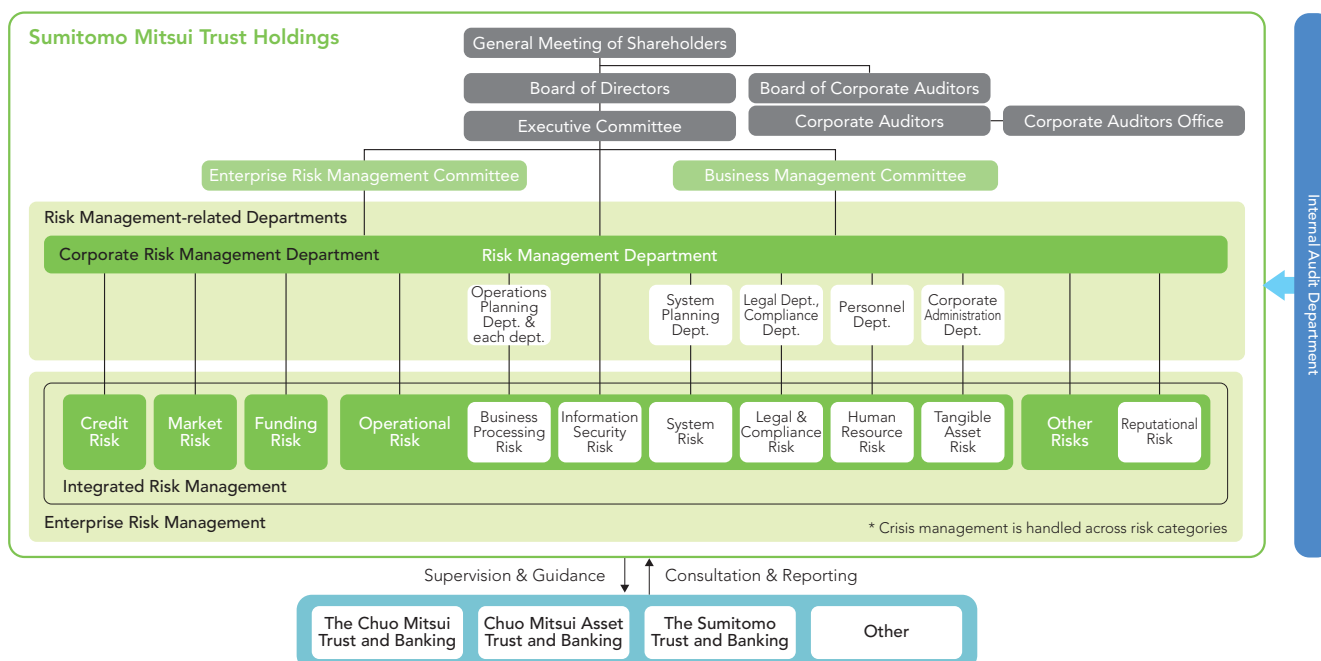 Sumitomo Mitsui Trust Holdings
General Meeting of Shareholders
Board of Directors
Board of Corporate Auditors
Executive Committee
Corporate Auditors
Corporate Auditors Office
Enterprise Risk Management Committee
Business Management Committee
Risk Management-related Departments
Corporate Risk Management Department
Risk Management Department
Operations
Planning
Dept. &
each dept.
System
Planning
Dept.
Legal Dept.,
Compliance
Dept.
Personnel
Dept.
Corporate
Administration
Dept.
Credit
Risk
Market
Risk
Funding
Risk
Operational
Risk
Business
Processing
Risk
Information
Security
Risk
System
Risk
Legal &
Compliance
Risk
Human
Resource
Risk
Tangible
Asset
Risk
Other
Risks
Reputational
Risk
Integrated Risk Management
Enterprise Risk Management
* Crisis management is handled across risk categories
Internal Audit Department
Supervision & Guidance
Consultation & Reporting
The Chuo Mitsui
Trust and Banking
Chuo Mitsui Asset
Trust and Banking
The Sumitomo
Trust and Banking
Other